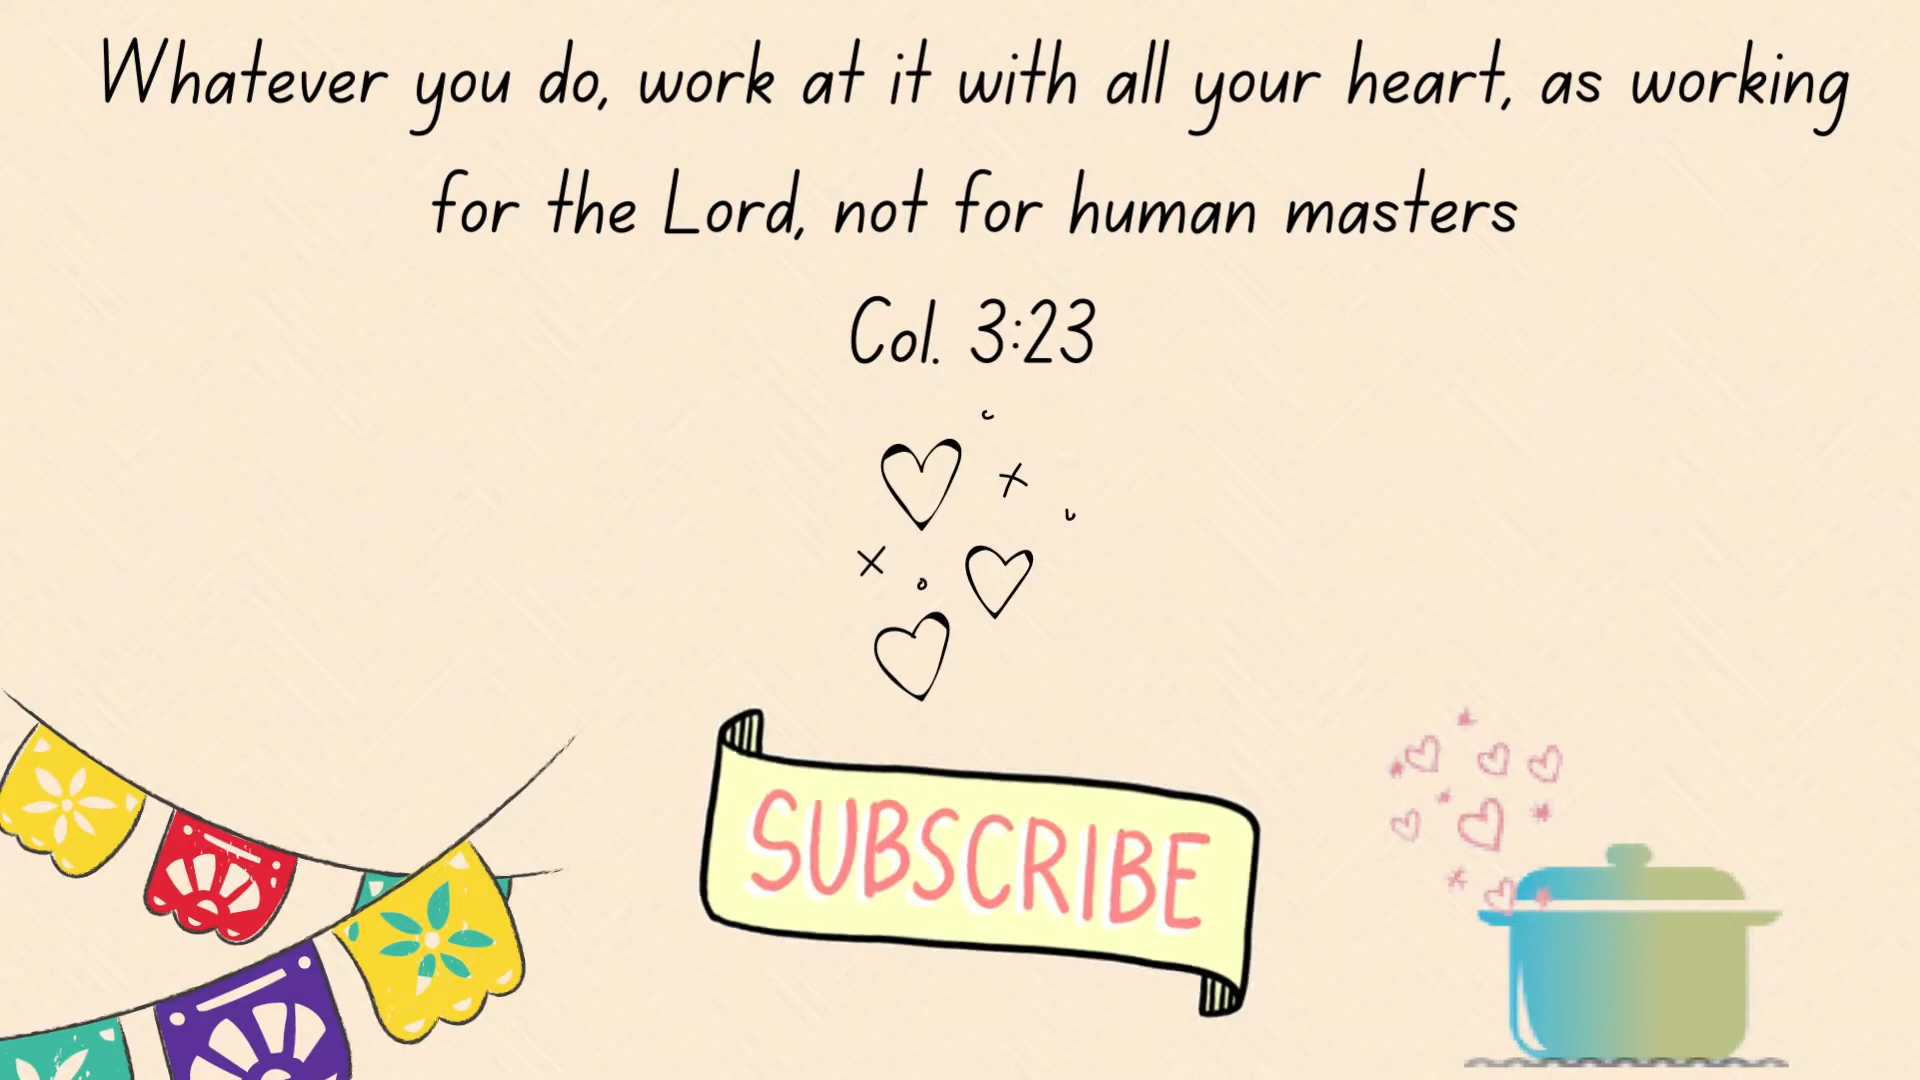 Whatever you do, work at it with all your heart, as working
for the Lord, not for human masters
Col. 3:23
SUBSCRIBE